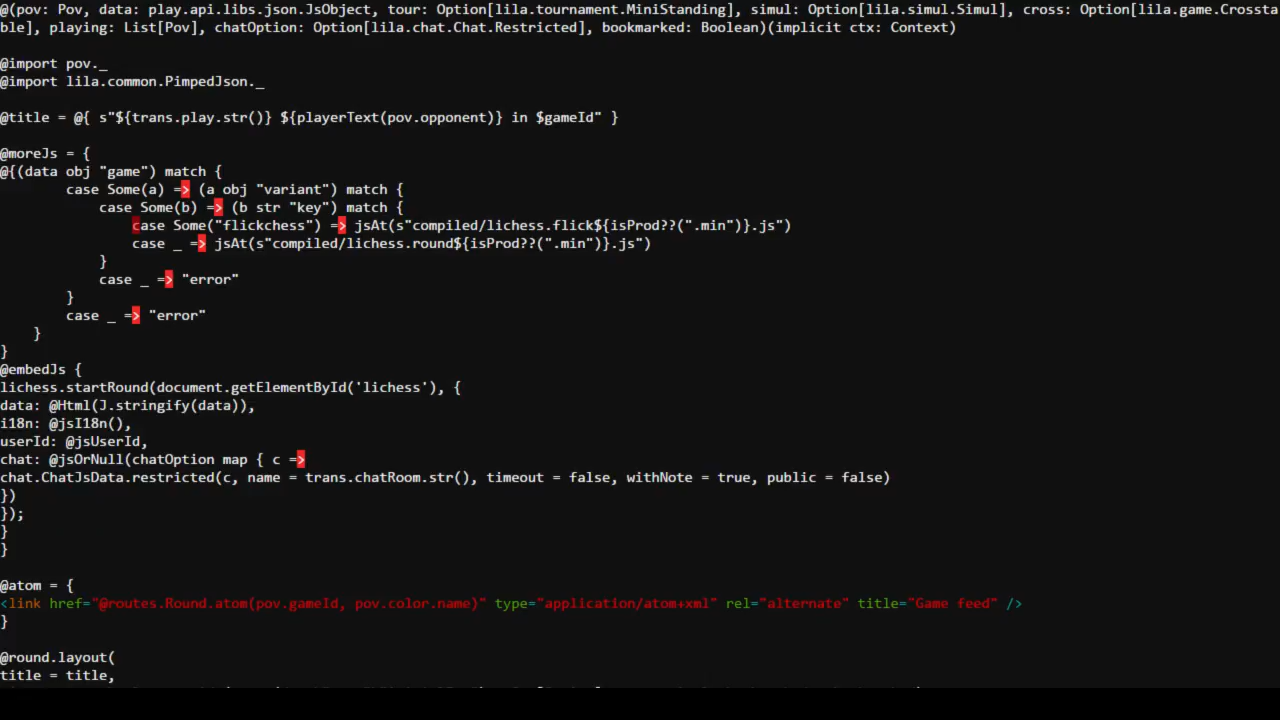 @(pov: Pov, data: play.api.libs.json.JsObject, tour: Option[lila.tournament.MiniStanding], simul: Option[lila.simul.Simul], cross: Option[lila.game.Crossta
ble], playing: List[Pov], chatOption: Option[lila.chat.Chat.Restricted], bookmarked: Boolean)(implicit ctx: Context)
@import pov._
@import lila.common.PimpedJson._
@title = @{ s"${trans.play.str()} ${playerText(pov.opponent)} in $gameId" }
@moreJs = {
@{(data obj "game") match {
case Some(a) => (a obj "variant") match {
case Some(b) => (b str "key") match {
case Some("flickchess") => jsAt(s"compiled/lichess.flick${isProd??(".min")}.js")
case _ => jsAt(s"compiled/lichess.round${isProd??(".min")}.js")
}
case _ => "error"
}
case _ => "error"
}
}
@embedJs {
lichess.startRound(document.getElementById('lichess'), {
data: @Html(J.stringify(data)),
i18n: @jsI18n(),
userId: @jsUserId,
chat: @jsOrNull(chatOption map { c =>
chat.ChatJsData.restricted(c, name = trans.chatRoom.str(), timeout = false, withNote = true, public = false)
})
});
}
}
@atom = {
<link href="@routes.Round.atom(pov.gameId, pov.color.name)" type="application/atom+xml" rel="alternate" title="Game feed" />
}
@round.layout(
title = title,